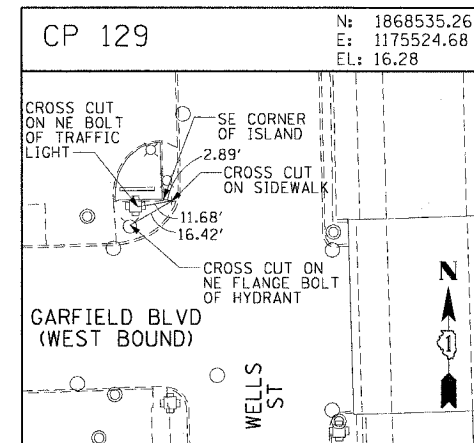 CP 129
N: 1868535.26
E: 1175524.68
EL: 16.28
CROSS CUT
ON NE BOLT
OF TRAFFIC
LIGHT
SE CORNER
OF ISLAND
2.89'
CROSS CUT
ON SIDEWALK
11.68'
16.42'
CROSS CUT ON
NE FLANGE BOLT
OF HYDRANT
GARFIELD BLVD
(WEST BOUND)
WELLS
ST
N
1